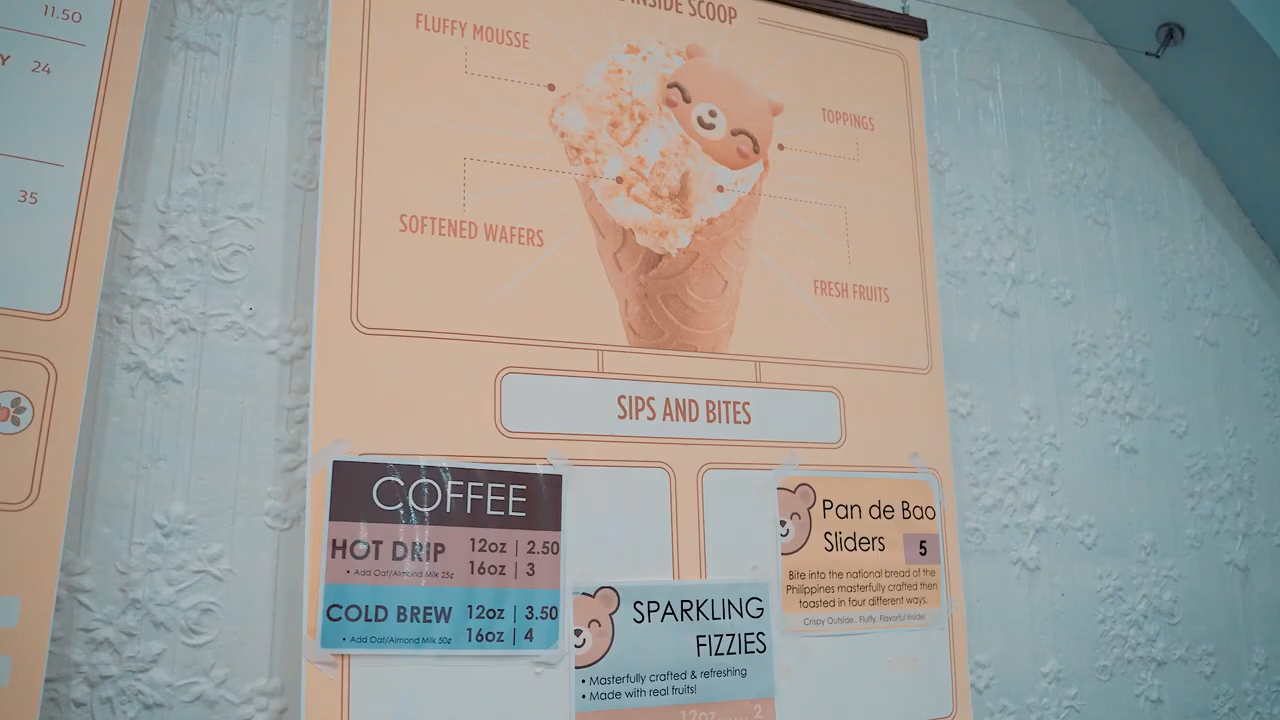 11.50
24
35
INSIDE SCOOP
FLUFFY MOUSSE
TOPPINGS
SOFTENED WAFERS
FRESH FRUITS
SIPS AND BITES
COFFEE
HOT DRIP 12oz | 2.50
16oz | 3
• Add Oat/Almond Milk 25¢
COLD BREW 12oz | 3.50
16oz | 4
• Add Oat/Almond Milk 50¢
SPARKLING
FIZZIES
• Masterfully crafted & refreshing
• Made with real fruits!
12oz 2
Pan de Bao
Sliders 5
Bite into the national bread of the
Philippines masterfully crafted then
toasted in four different ways.
Crispy Outside.. Fluffy, Flavorful Inside!